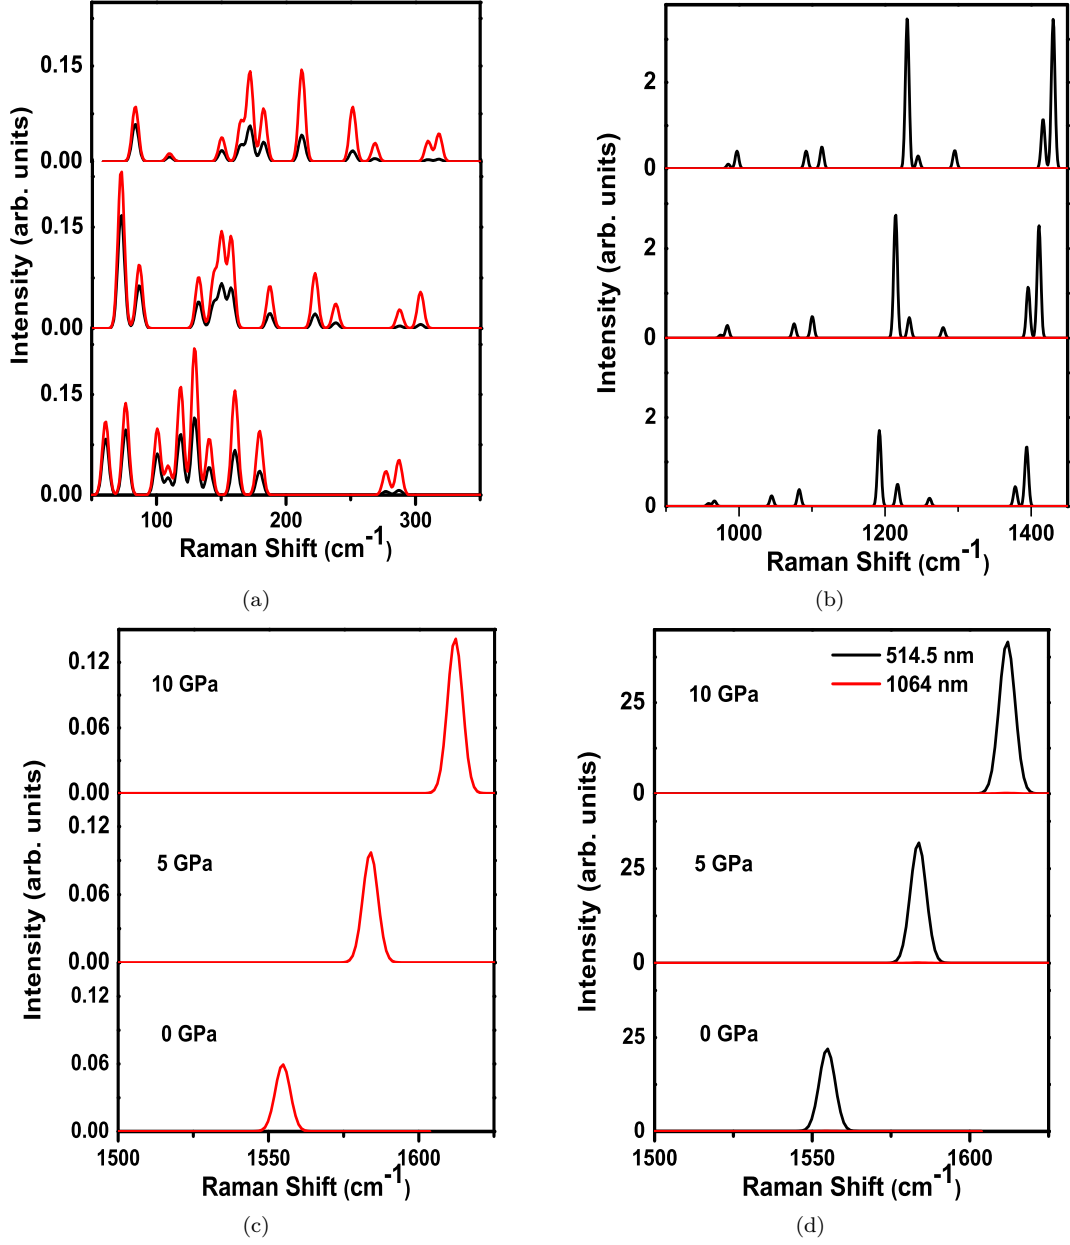 0.15
0.00
0.15
0.00
0.15
0.00
Intensity (arb. units)
100 200 300
Raman Shift (cm-1)
(a)
2
0
2
0
2
0
Intensity (arb. units)
1000 1200 1400
Raman Shift (cm-1)
(b)
0.12
10 GPa
0.06
0.00
0.12
5 GPa
0.06
0.00
0.12
0 GPa
0.06
0.00
Intensity (arb. units)
1500 1550 1600
Raman Shift (cm-1)
(c)
514.5 nm
1064 nm
10 GPa
25
0
5 GPa
25
0
0 GPa
25
0
Intensity (arb. units)
1500 1550 1600
Raman Shift (cm-1)
(d)